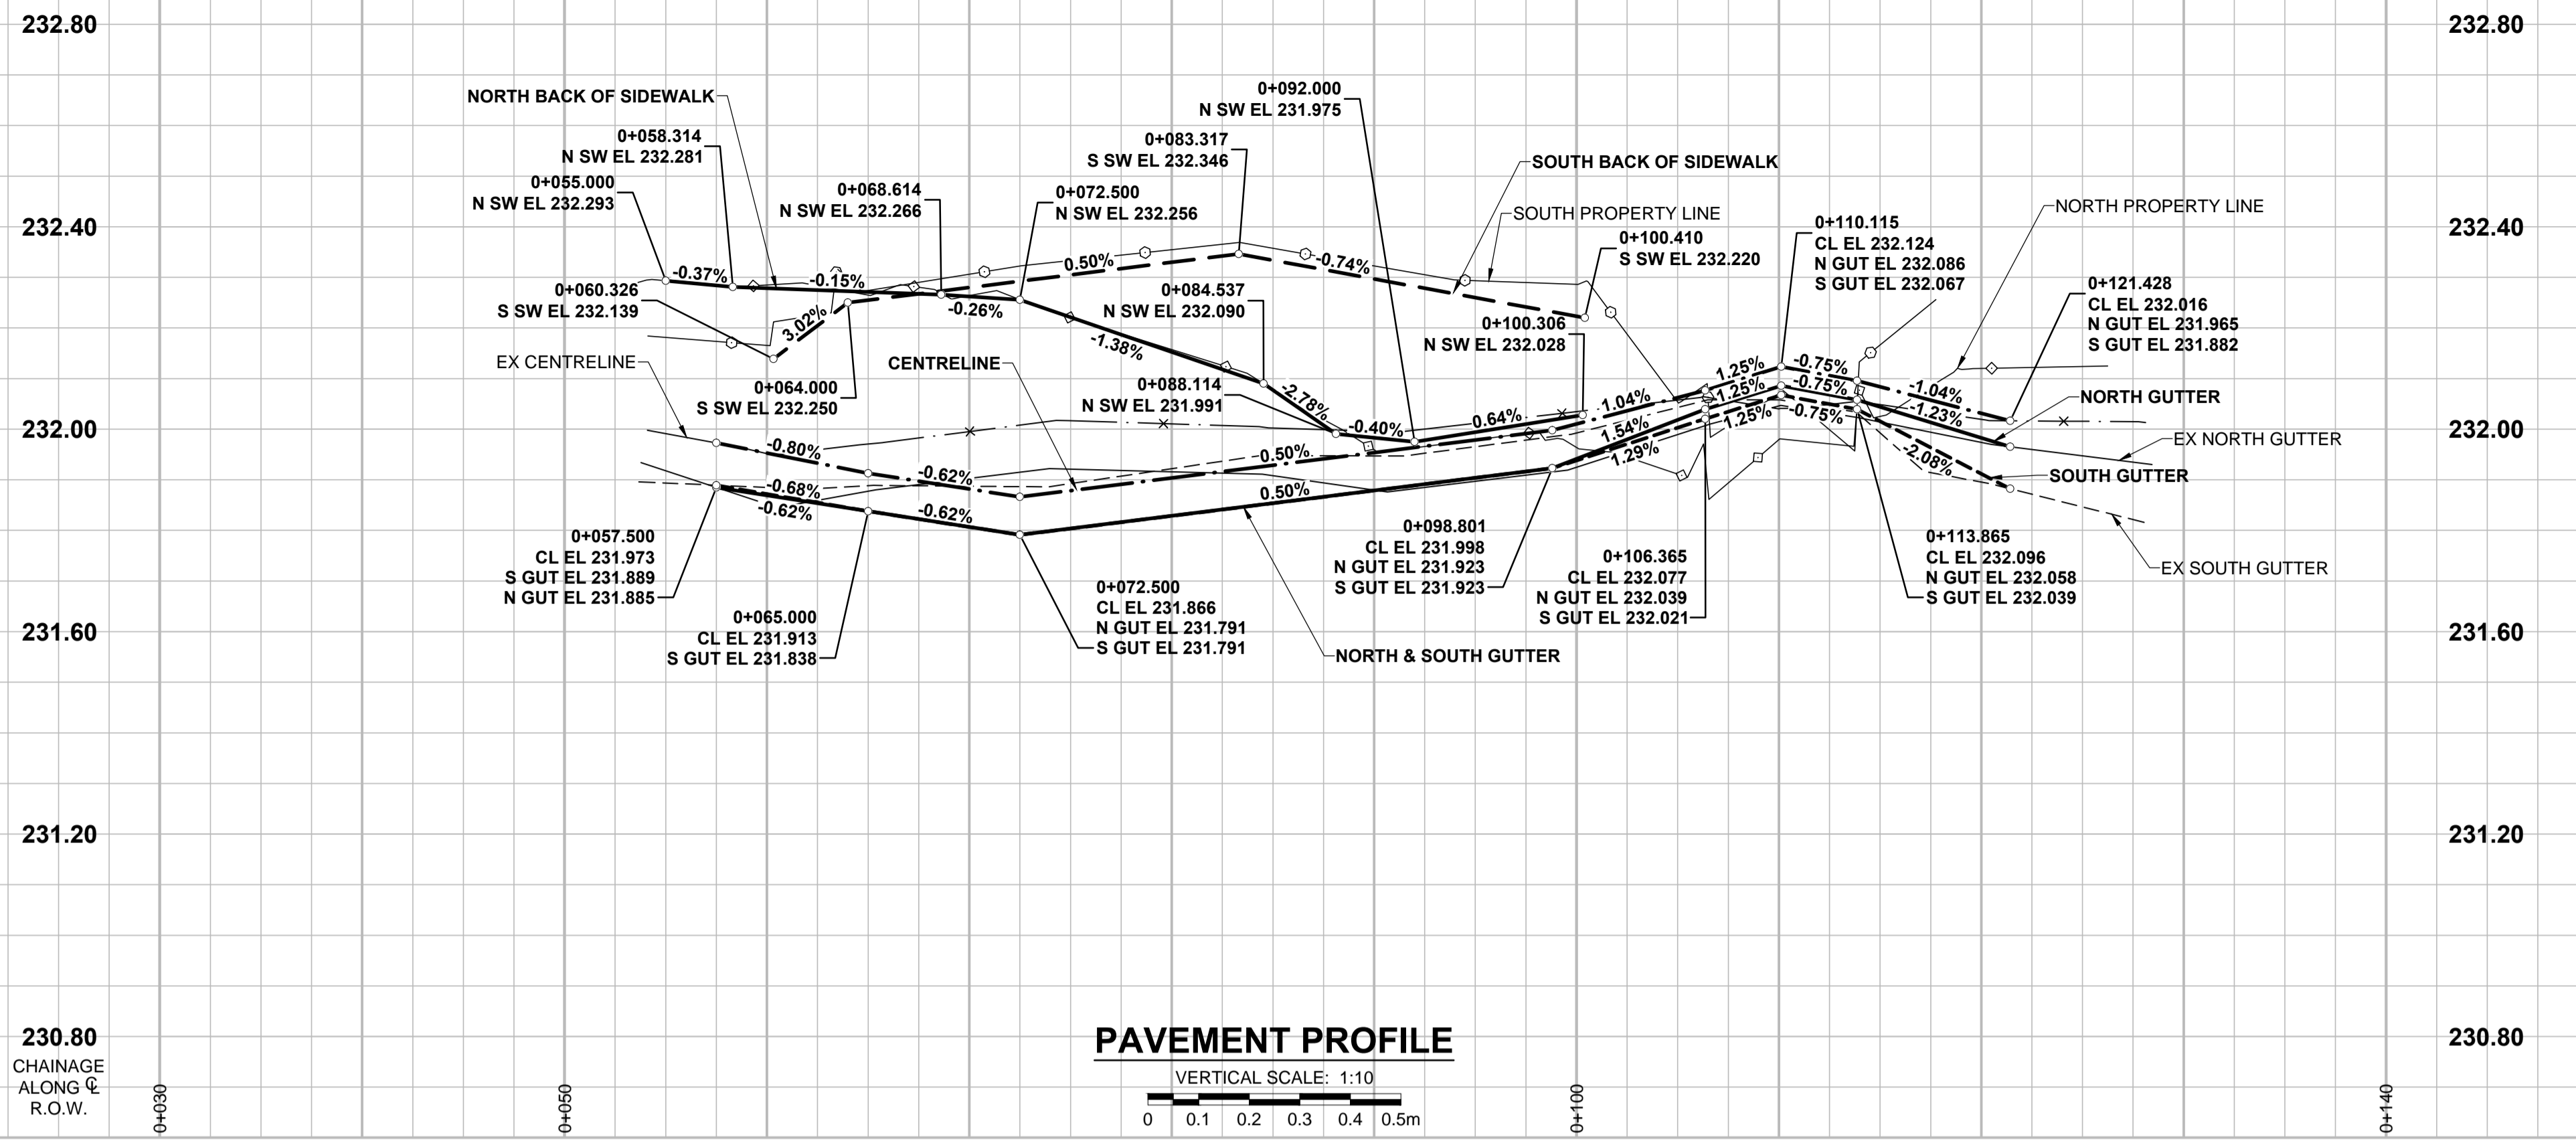 232.80
232.80
NORTH BACK OF SIDEWALK
0+092.000
N SW EL 231.975
0+058.314
N SW EL 232.281
0+083.317
S SW EL 232.346
SOUTH BACK OF SIDEWALK
0+055.000
N SW EL 232.293
0+068.614
N SW EL 232.266
0+072.500
N SW EL 232.256
SOUTH PROPERTY LINE
NORTH PROPERTY LINE
232.40
232.40
0+100.410
S SW EL 232.220
0+110.115
CL EL 232.124
N GUT EL 232.086
S GUT EL 232.067
-0.37%
-0.15%
0.50%
-0.74%
0+060.326
S SW EL 232.139
3.02%
-0.26%
0+084.537
N SW EL 232.090
0+121.428
CL EL 232.016
N GUT EL 231.965
S GUT EL 231.882
0+100.306
N SW EL 232.028
-1.38%
EX CENTRELINE
CENTRELINE
0+064.000
S SW EL 232.250
0+088.114
N SW EL 231.991
-2.78%
1.25%
-0.75%
1.25%
-0.75%
-1.04%
1.04%
NORTH GUTTER
232.00
232.00
-0.40%
0.64%
1.54%
1.25%
-0.75%
-1.23%
EX NORTH GUTTER
-0.80%
-0.62%
0.50%
1.29%
-2.08%
SOUTH GUTTER
-0.68%
-0.62%
-0.62%
0.50%
0+057.500
CL EL 231.973
S GUT EL 231.889
N GUT EL 231.885
0+098.801
CL EL 231.998
N GUT EL 231.923
S GUT EL 231.923
0+106.365
CL EL 232.077
N GUT EL 232.039
S GUT EL 232.021
0+113.865
CL EL 232.096
N GUT EL 232.058
S GUT EL 232.039
EX SOUTH GUTTER
0+072.500
CL EL 231.866
N GUT EL 231.791
S GUT EL 231.791
0+065.000
CL EL 231.913
S GUT EL 231.838
231.60
231.60
NORTH & SOUTH GUTTER
231.20
231.20
230.80
230.80
PAVEMENT PROFILE
VERTICAL SCALE: 1:10
0 0.1 0.2 0.3 0.4 0.5m
CHAINAGE
ALONG ℄
R.O.W.
0+030
0+050
0+100
0+140